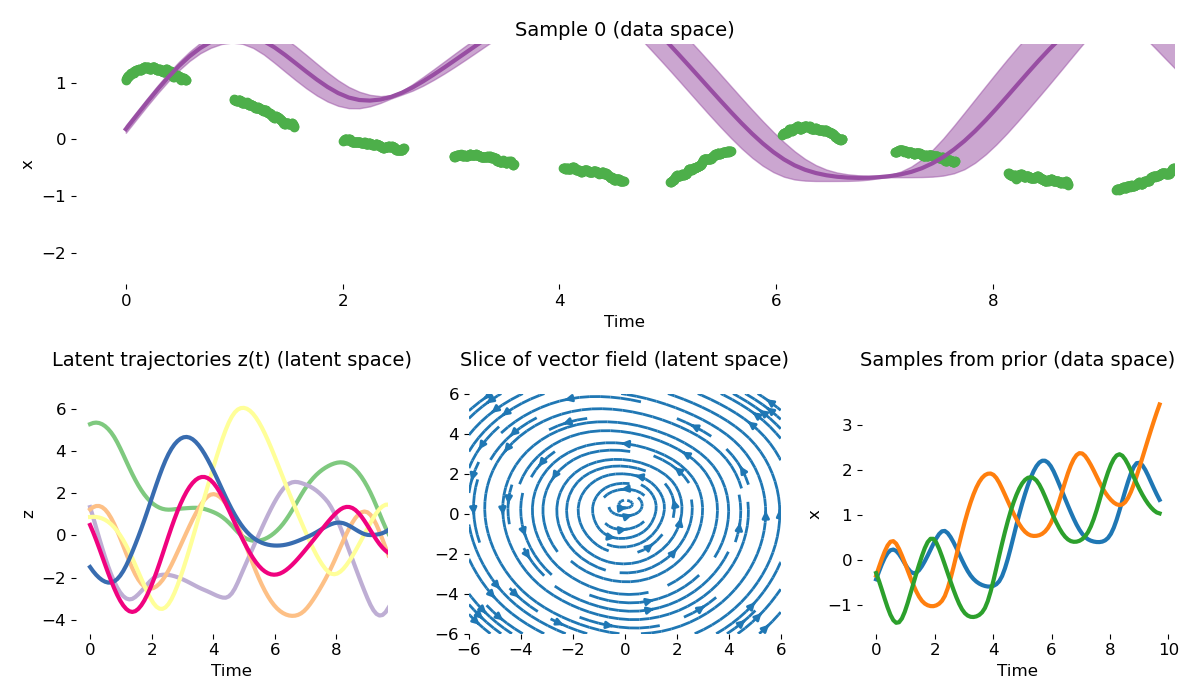 Sample 0 (data space)
1
0
−1
−2
x
0 2 4 6 8
Time
Latent trajectories z(t) (latent space)
6
4
2
0
−2
−4
z
0 2 4 6 8
Time
Slice of vector field (latent space)
6
4
2
0
−2
−4
−6
−6 −4 −2 0 2 4 6
Samples from prior (data space)
3
2
1
0
−1
x
0 2 4 6 8 10
Time